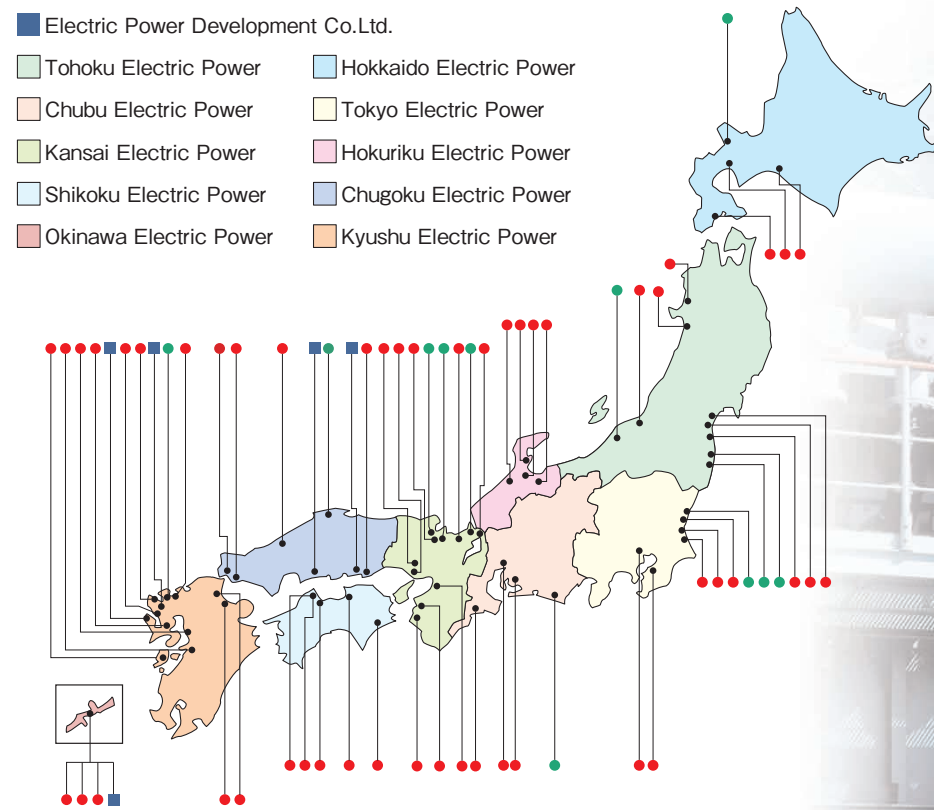 Electric Power Development Co.Ltd.
Tohoku Electric Power
Hokkaido Electric Power
Chubu Electric Power
Tokyo Electric Power
Kansai Electric Power
Hokuriku Electric Power
Shikoku Electric Power
Chugoku Electric Power
Okinawa Electric Power
Kyushu Electric Power